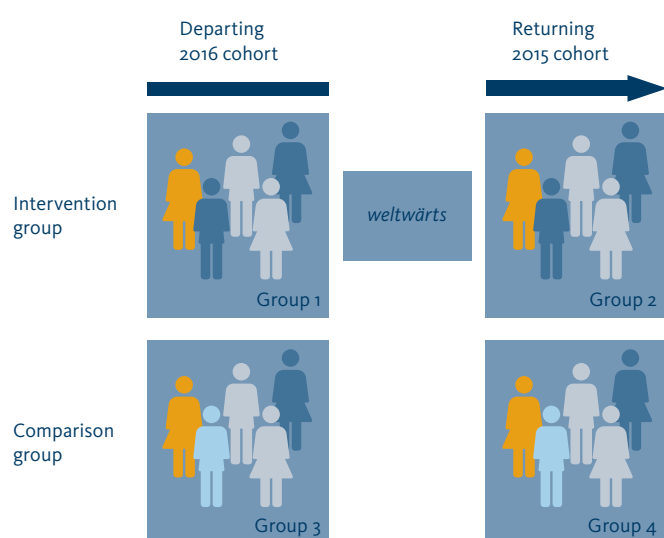 Departing
2016 cohort
Returning
2015 cohort
Intervention
group
weltwärts
Group 1
Group 2
Comparison
group
Group 3
Group 4